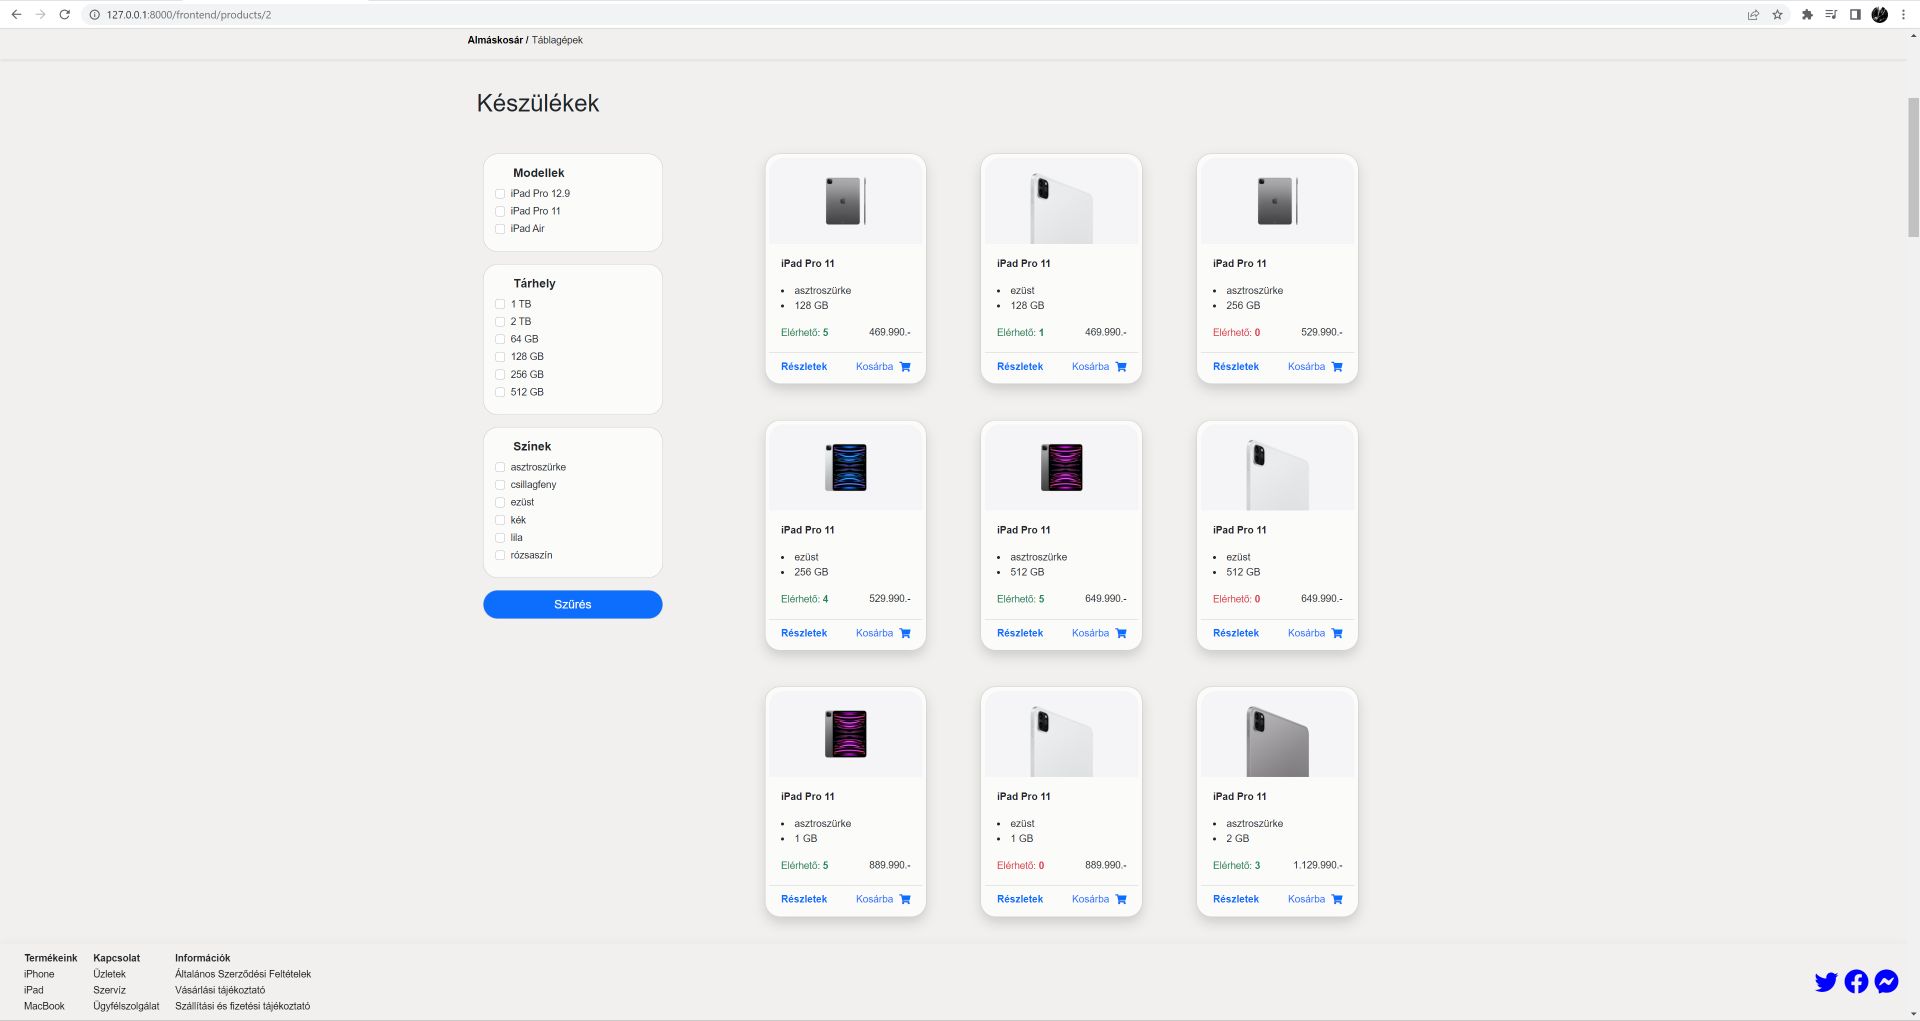 127.0.0.1:8000/frontend/products/2
Almáskosár / Táblagépek
Készülékek
Modellek
iPad Pro 12.9
iPad Pro 11
iPad Air
Tárhely
1 TB
2 TB
64 GB
128 GB
256 GB
512 GB
Színek
asztroszürke
csillagfeny
ezüst
kék
lila
rózsaszín
Szűrés
iPad Pro 11
asztroszürke
128 GB
Elérhető: 5 469.990.-
Részletek Kosárba
iPad Pro 11
ezüst
128 GB
Elérhető: 1 469.990.-
Részletek Kosárba
iPad Pro 11
asztroszürke
256 GB
Elérhető: 0 529.990.-
Részletek Kosárba
iPad Pro 11
ezüst
256 GB
Elérhető: 4 529.990.-
Részletek Kosárba
iPad Pro 11
asztroszürke
512 GB
Elérhető: 5 649.990.-
Részletek Kosárba
iPad Pro 11
ezüst
512 GB
Elérhető: 0 649.990.-
Részletek Kosárba
iPad Pro 11
asztroszürke
1 GB
Elérhető: 5 889.990.-
Részletek Kosárba
iPad Pro 11
ezüst
1 GB
Elérhető: 0 889.990.-
Részletek Kosárba
iPad Pro 11
asztroszürke
2 GB
Elérhető: 3 1.129.990.-
Részletek Kosárba
Termékeink
iPhone
iPad
MacBook
Kapcsolat
Üzletek
Szervíz
Ügyfélszolgálat
Információk
Általános Szerződési Feltételek
Vásárlási tájékoztató
Szállítási és fizetési tájékoztató